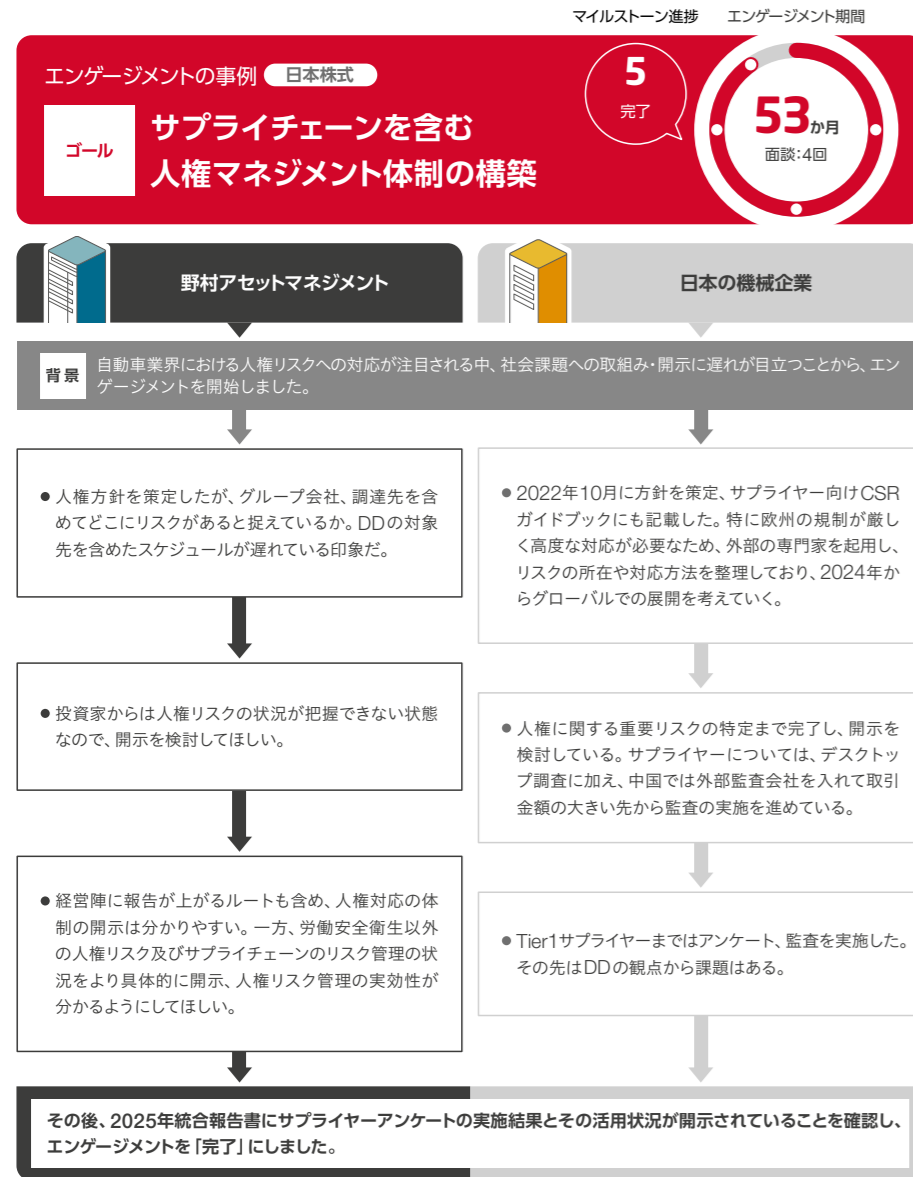 マイルストーン進捗
エンゲージメント期間
エンゲージメントの事例 日本株式
ゴール
サプライチェーンを含む
人権マネジメント体制の構築
5
完了
53か月
面談:4回
野村アセットマネジメント
日本の機械企業
背景
自動車業界における人権リスクへの対応が注目される中、社会課題への取組み・開示に遅れが目立つことから、エン
ゲージメントを開始しました。
● 人権方針を策定したが、グループ会社、調達先を含
めてどこにリスクがあると捉えているか。DDの対象
先を含めたスケジュールが遅れている印象だ。
● 2022年10月に方針を策定、サプライヤー向けCSR
ガイドブックにも記載した。特に欧州の規制が厳し
く高度な対応が必要なため、外部の専門家を起用し、
リスクの所在や対応方法を整理しており、2024年か
らグローバルでの展開を考えていく。
● 投資家からは人権リスクの状況が把握できない状態
なので、開示を検討してほしい。
● 人権に関する重要リスクの特定まで完了し、開示を
検討している。サプライヤーについては、デスクトッ
プ調査に加え、中国では外部監査会社を入れて取引
金額の大きい先から監査の実施を進めている。
● 経営陣に報告が上がるルートも含め、人権対応の体
制の開示は分かりやすい。一方、労働安全衛生以外
の人権リスク及びサプライチェーンのリスク管理の状
況をより具体的に開示、人権リスク管理の実効性が
分かるようにしてほしい。
● Tier1サプライヤーまではアンケート、監査を実施した。
その先はDDの観点から課題はある。
その後、2025年統合報告書にサプライヤーアンケートの実施結果とその活用状況が開示されていることを確認し、
エンゲージメントを「完了」にしました。